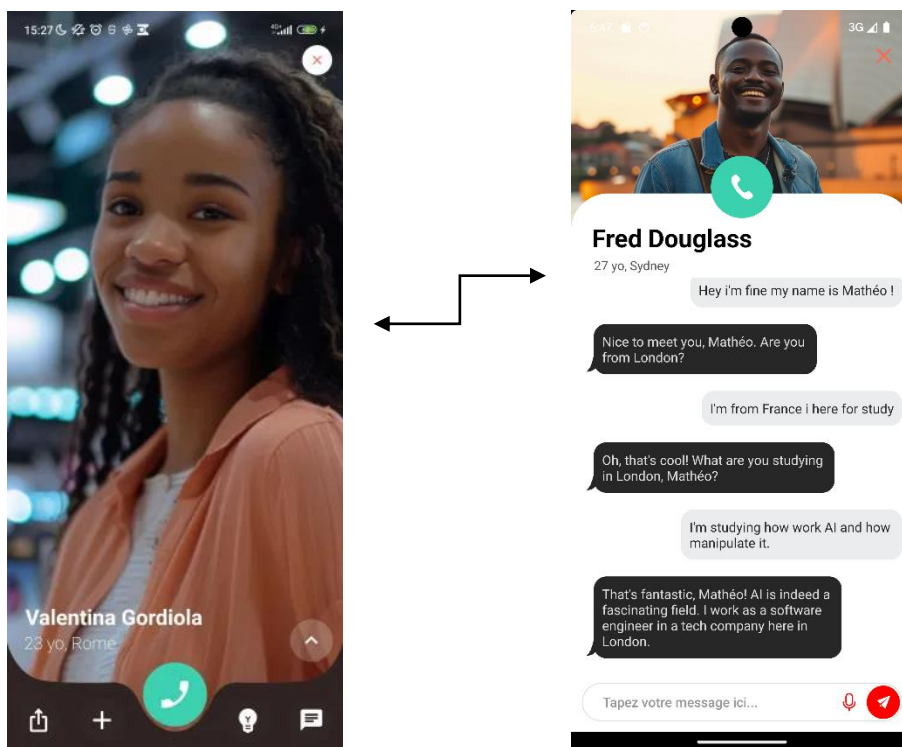 15:27
Valentina Gordiola
23 yo, Rome
3G
Fred Douglass
27 yo, Sydney
Hey i'm fine my name is Mathéo !
Nice to meet you, Mathéo. Are you
from London?
I'm from France i here for study
Oh, that's cool! What are you studying
in London, Mathéo?
I'm studying how work AI and how
manipulate it.
That's fantastic, Mathéo! AI is indeed a
fascinating field. I work as a software
engineer in a tech company here in
London.
Tapez votre message ici...